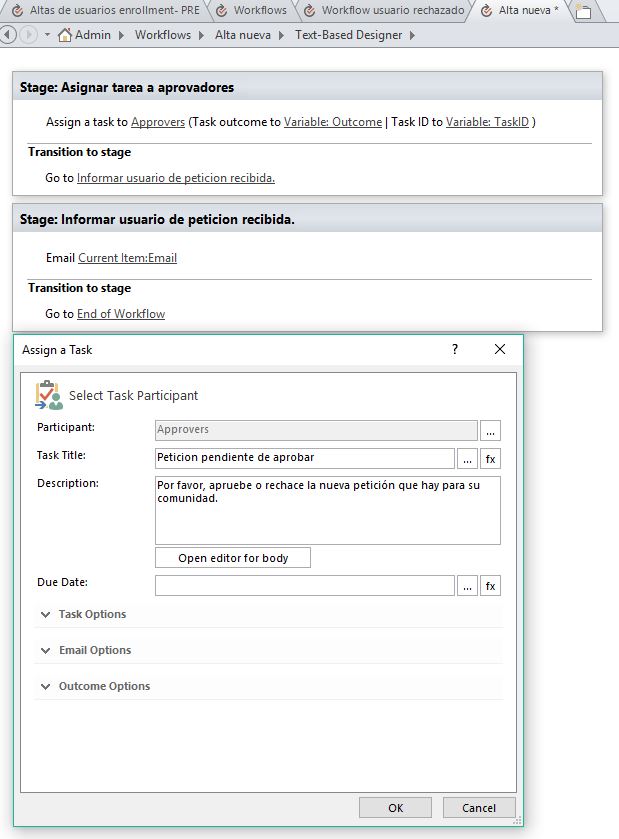 Altas de usuarios enrollment- PRE
Workflows
Workflow usuario rechazado
Alta nueva *
Admin
Workflows
Alta nueva
Text-Based Designer
Stage: Asignar tarea a aprovadores
Assign a task to Approvers (Task outcome to Variable: Outcome | Task ID to Variable: TaskID )
Transition to stage
Go to Informar usuario de peticion recibida.
Stage: Informar usuario de peticion recibida.
Email Current Item:Email
Transition to stage
Go to End of Workflow
Assign a Task
?
Select Task Participant
Participant:
Approvers
...
Task Title:
Peticion pendiente de aprobar
...
fx
Description:
Por favor, apruebe o rechace la nueva petición que hay para su
comunidad.
Open editor for body
Due Date:
...
fx
Task Options
Email Options
Outcome Options
OK
Cancel